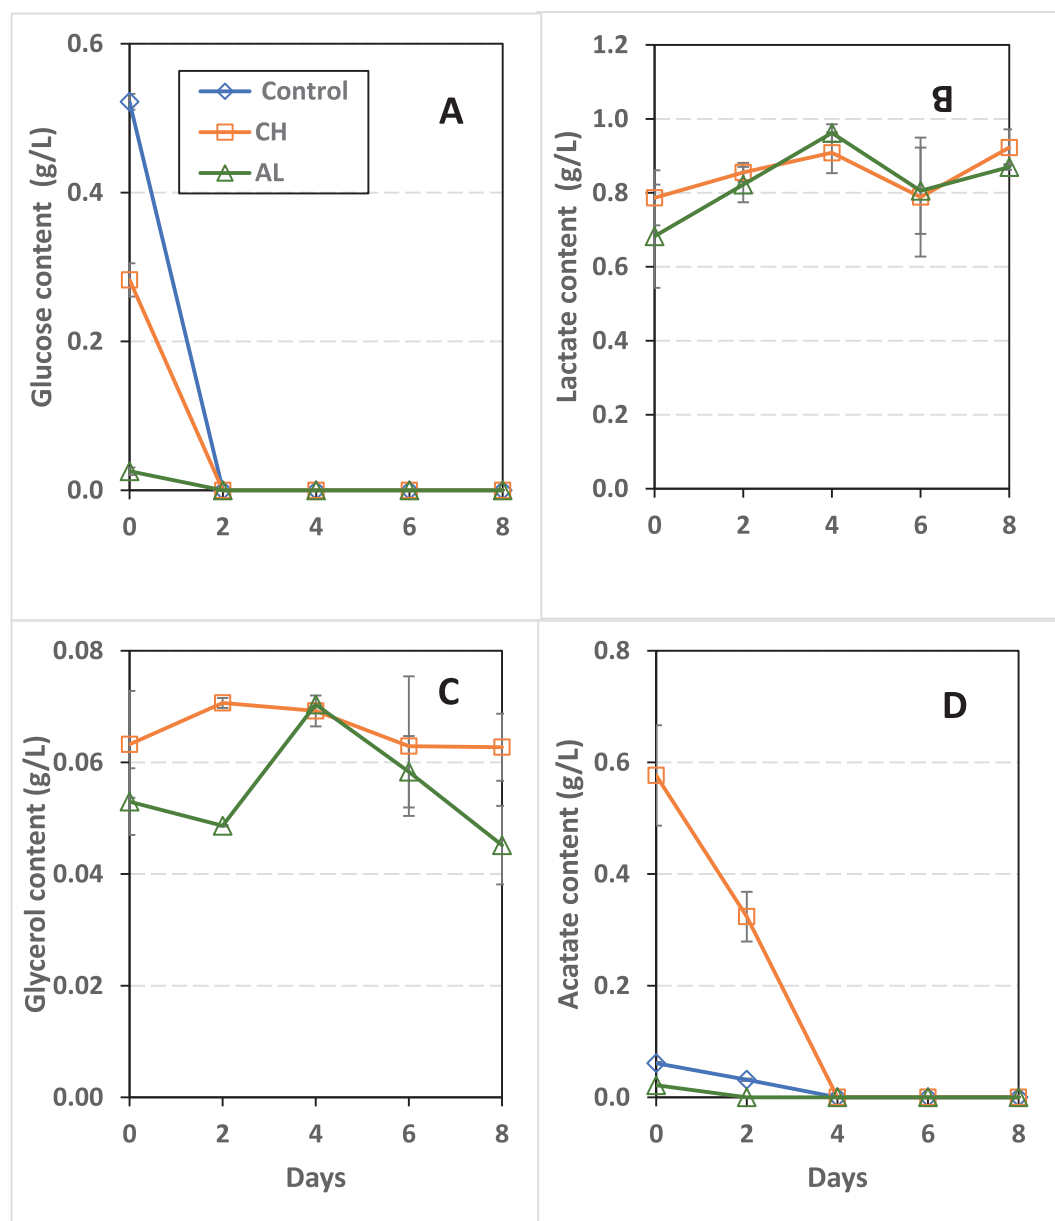 A
Glucose content (g/L)
0.6
0.4
0.2
0.0
Control
CH
AL
0 2 4 6 8
B
Lactate content (g/L)
1.2
1.0
0.8
0.6
0.4
0.2
0.0
0 2 4 6 8
C
Glycerol content (g/L)
0.08
0.06
0.04
0.02
0.00
0 2 4 6 8
Days
D
Acatate content (g/L)
0.8
0.6
0.4
0.2
0.0
0 2 4 6 8
Days